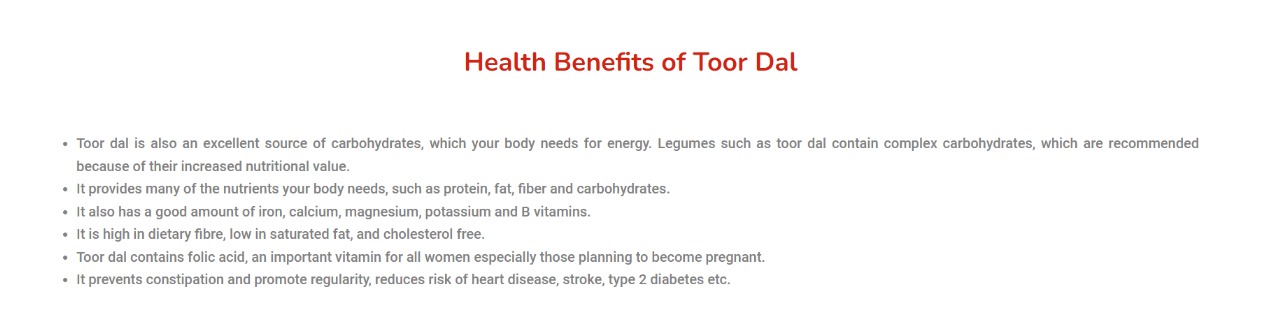 Health Benefits of Toor Dal
• Toor dal is also an excellent source of carbohydrates, which your body needs for energy. Legumes such as toor dal contain complex carbohydrates, which are recommended
because of their increased nutritional value.
• It provides many of the nutrients your body needs, such as protein, fat, fiber and carbohydrates.
• It also has a good amount of iron, calcium, magnesium, potassium and B vitamins.
• It is high in dietary fibre, low in saturated fat, and cholesterol free.
• Toor dal contains folic acid, an important vitamin for all women especially those planning to become pregnant.
• It prevents constipation and promote regularity, reduces risk of heart disease, stroke, type 2 diabetes etc.